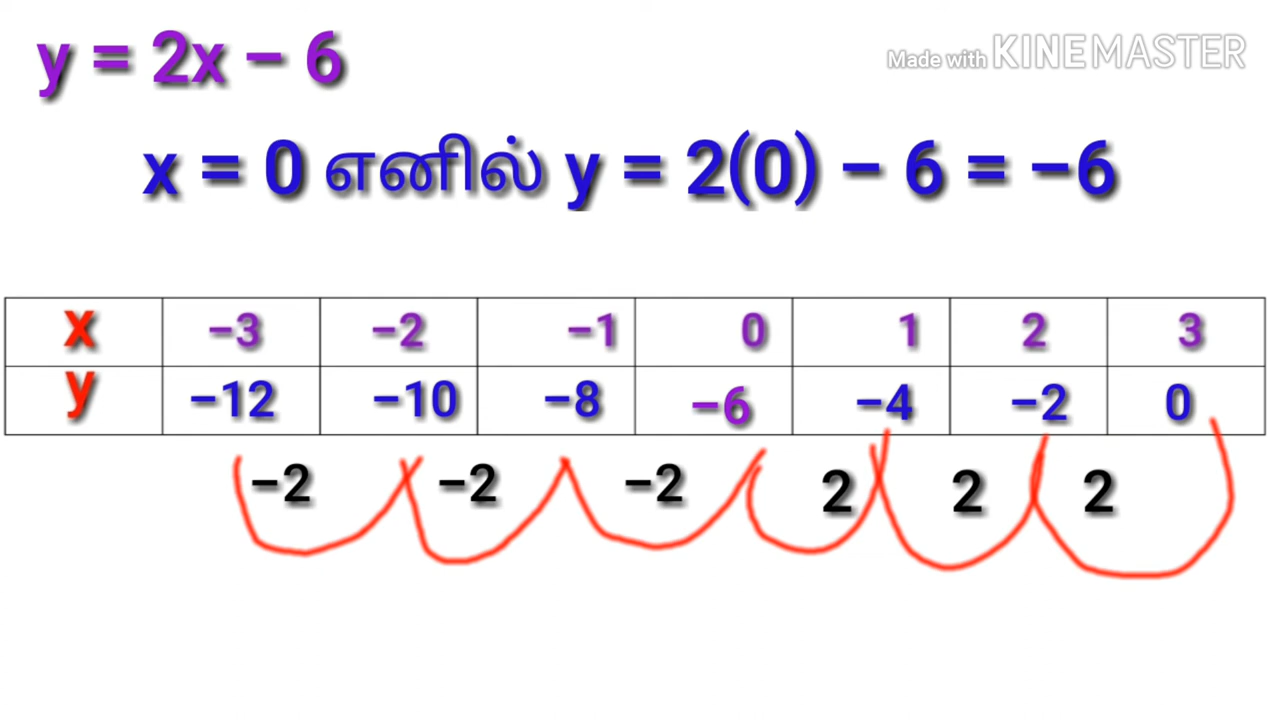 y = 2x − 6
Made with KINEMASTER
x = 0 எனில் y = 2(0) − 6 = −6
x −3 −2 −1 0 1 2 3
y −12 −10 −8 −6 −4 −2 0
−2 −2 −2 2 2 2